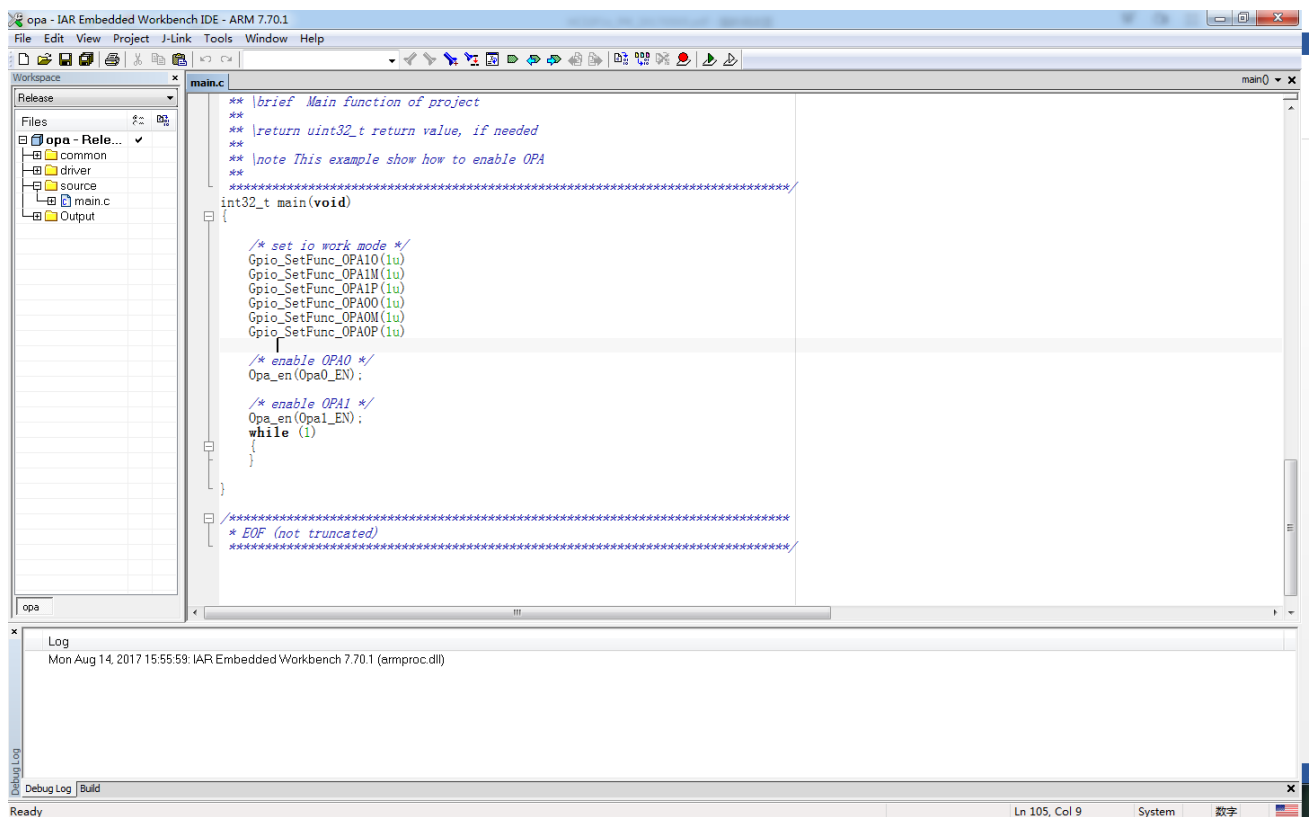 opa - IAR Embedded Workbench IDE - ARM 7.70.1
File Edit View Project J-Link Tools Window Help
Workspace
main.c
main()
Release
Files
opa - Rele...
common
driver
source
main.c
Output
** \brief  Main function of project
**
** \return uint32_t return value, if needed
**
** \note This example show how to enable OPA
**
******************************************************************************/
int32_t main(void)
{
/* set io work mode */
Gpio_SetFunc_OPA1O(1u)
Gpio_SetFunc_OPA1M(1u)
Gpio_SetFunc_OPA1P(1u)
Gpio_SetFunc_OPA0O(1u)
Gpio_SetFunc_OPA0M(1u)
Gpio_SetFunc_OPA0P(1u)
/* enable OPA0 */
Opa_en(Opa0_EN);
/* enable OPA1 */
Opa_en(Opa1_EN);
while (1)
{
}
}
/******************************************************************************
* EOF (not truncated)
******************************************************************************/
opa
Log
Mon Aug 14, 2017 15:55:59: IAR Embedded Workbench 7.70.1 (armproc.dll)
Debug Log
Debug Log Build
Ready
Ln 105, Col 9
System
数字